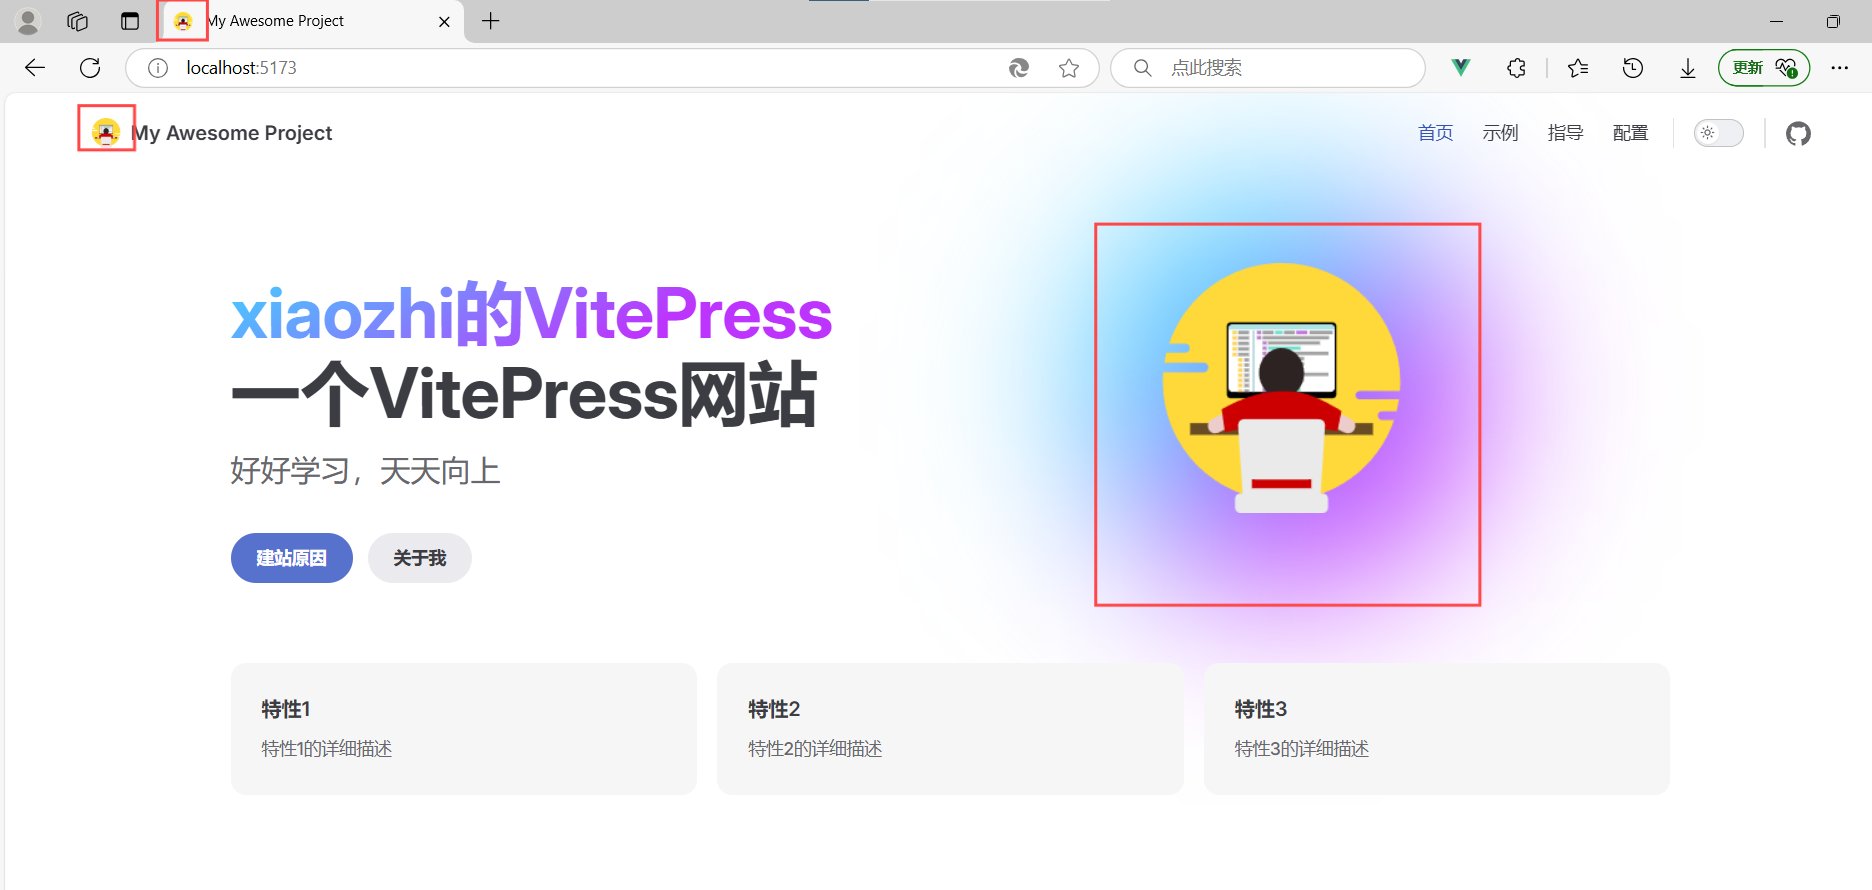 My Awesome Project
localhost:5173
点此搜索
更新
My Awesome Project
首页 示例 指导 配置
xiaozhi的VitePress
一个VitePress网站
好好学习，天天向上
建站原因 关于我
特性1
特性1的详细描述
特性2
特性2的详细描述
特性3
特性3的详细描述